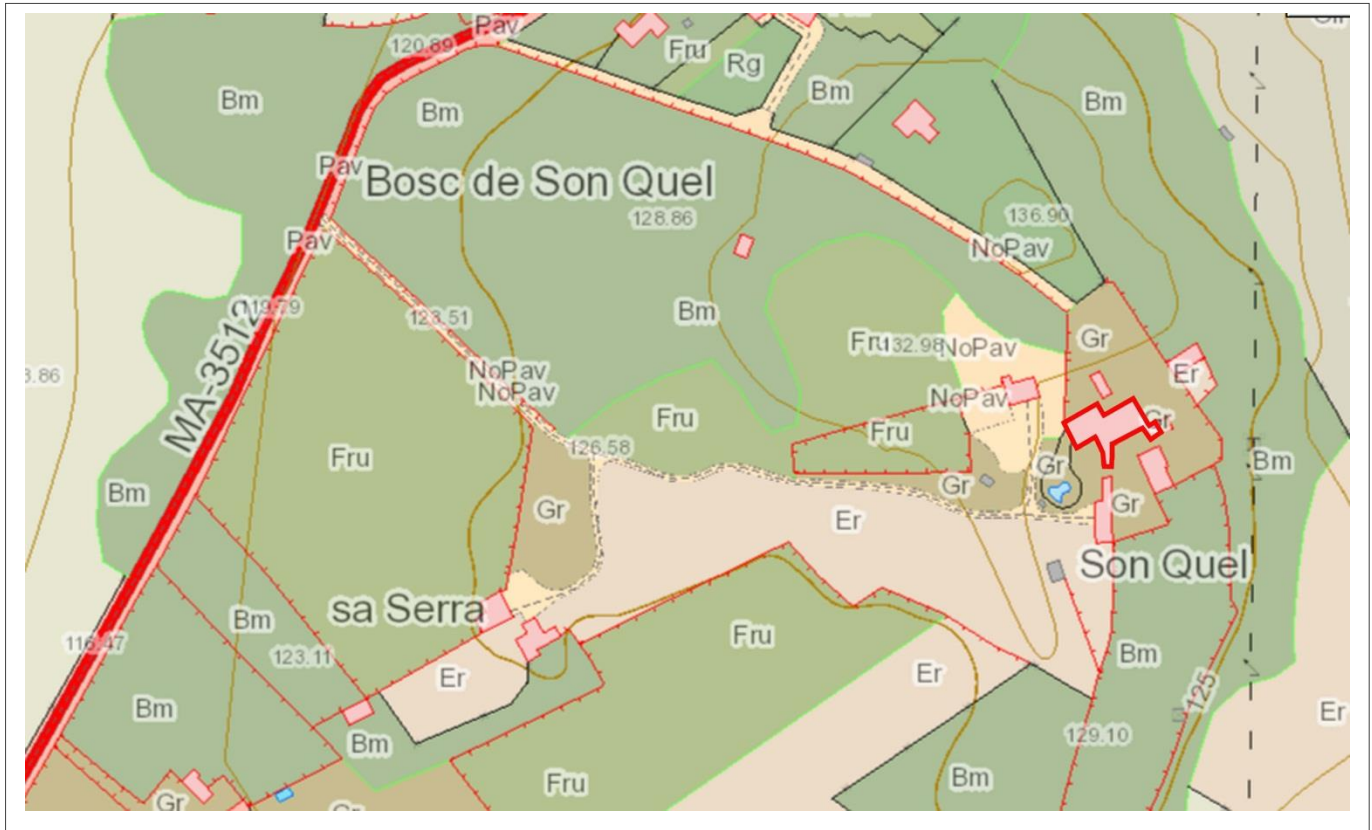 Pav
120.89
Fru
Rg
Bm
Bm
Bm
Bm
Pav
Bosc de Son Quel
128.86
136.90
Pav
NoPav
119.79
123.51
Bm
MA-3512
Fru
132.98
NoPav
Gr
NoPav
NoPav
Er
NoPav
Gr
Fru
Fru
126.58
Fru
Bm
Gr
Gr
Bm
Gr
Er
Gr
Son Quel
sa Serra
Bm
Fru
116.47
123.11
Er
Er
Bm
125
Bm
Er
129.10
Bm
Bm
Fru
Gr